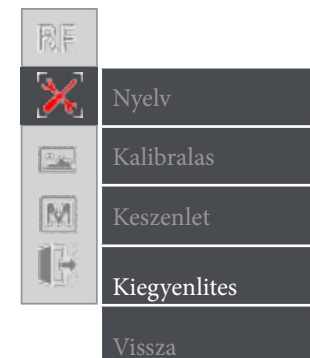 RF
Nyelv
Kalibralas
M
Keszenlet
Kiegyenlites
Vissza